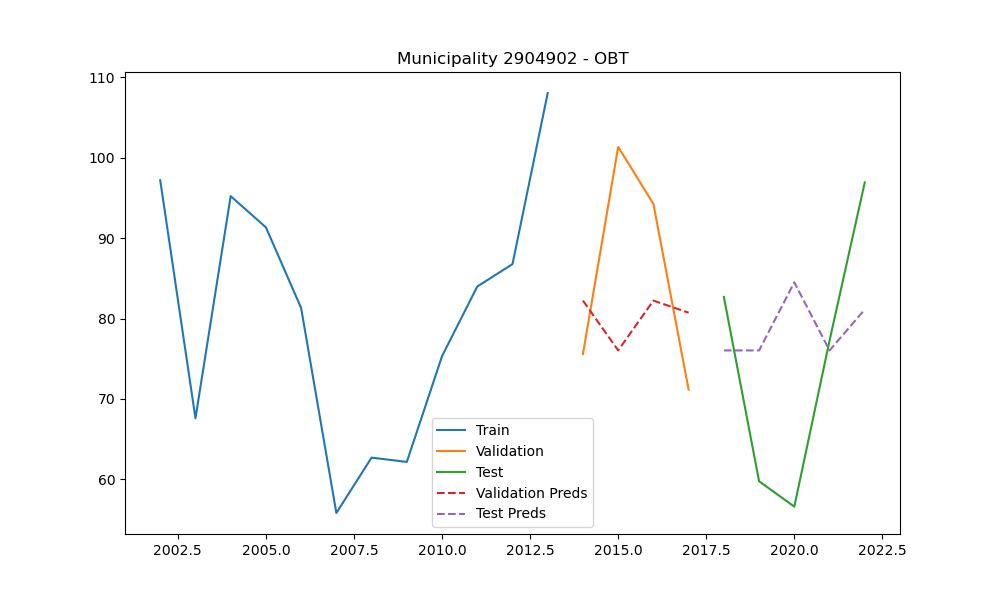 Municipality 2904902 - OBT
110
100
90
80
70
60
Train
Validation
Test
Validation Preds
Test Preds
2002.5 2005.0 2007.5 2010.0 2012.5 2015.0 2017.5 2020.0 2022.5